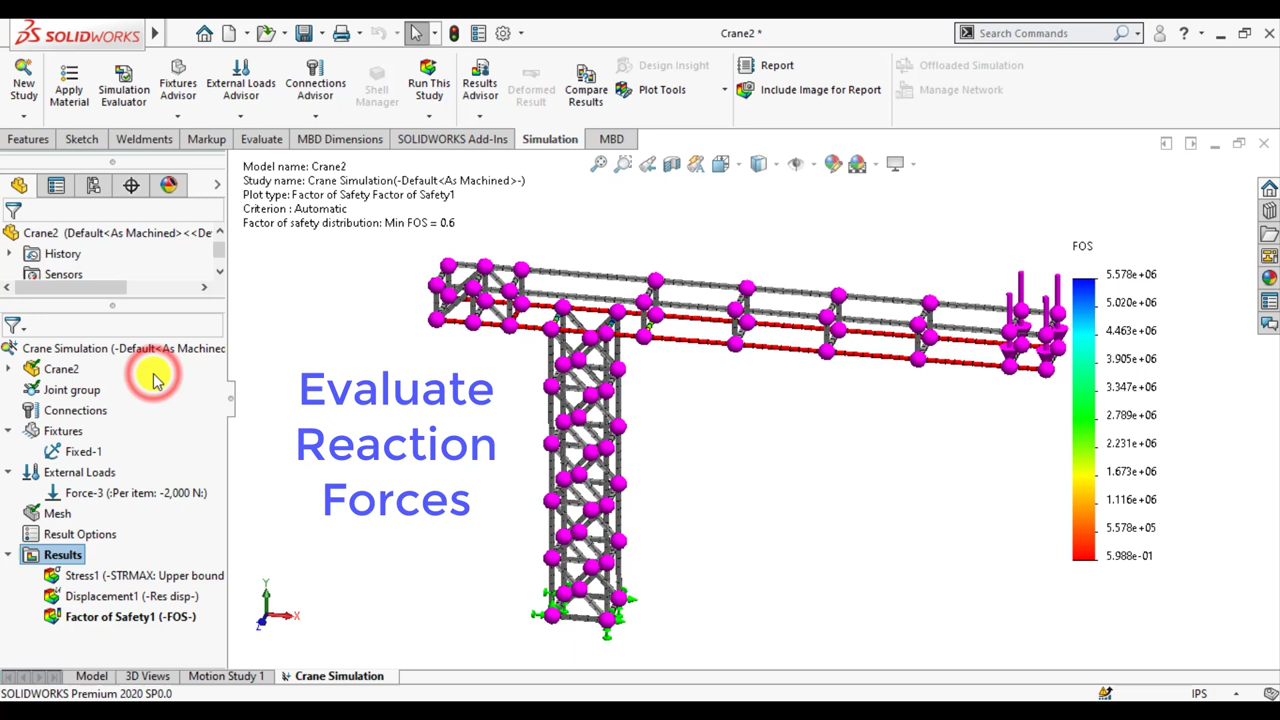 SOLIDWORKS
Crane2 *
Search Commands
New Study
Apply Material
Simulation Evaluator
Fixtures Advisor
External Loads Advisor
Connections Advisor
Shell Manager
Run This Study
Results Advisor
Deformed Result
Compare Results
Design Insight
Plot Tools
Report
Include Image for Report
Offloaded Simulation
Manage Network
Features
Sketch
Weldments
Markup
Evaluate
MBD Dimensions
SOLIDWORKS Add-Ins
Simulation
MBD
Crane2 (Default<As Machined><<De
History
Sensors
Crane Simulation (-Default<As Machinec
Crane2
Joint group
Connections
Fixtures
Fixed-1
External Loads
Force-3 (:Per item: -2,000 N:)
Mesh
Result Options
Results
Stress1 (-STRMAX: Upper bound
Displacement1 (-Res disp-)
Factor of Safety1 (-FOS-)
Model name: Crane2
Study name: Crane Simulation(-Default<As Machined>-)
Plot type: Factor of Safety Factor of Safety1
Criterion : Automatic
Factor of safety distribution: Min FOS = 0.6
Evaluate
Reaction
Forces
FOS
5.578e+06
5.020e+06
4.463e+06
3.905e+06
3.347e+06
2.789e+06
2.231e+06
1.673e+06
1.116e+06
5.578e+05
5.988e-01
Y
X
Z
Model
3D Views
Motion Study 1
Crane Simulation
SOLIDWORKS Premium 2020 SP0.0
IPS